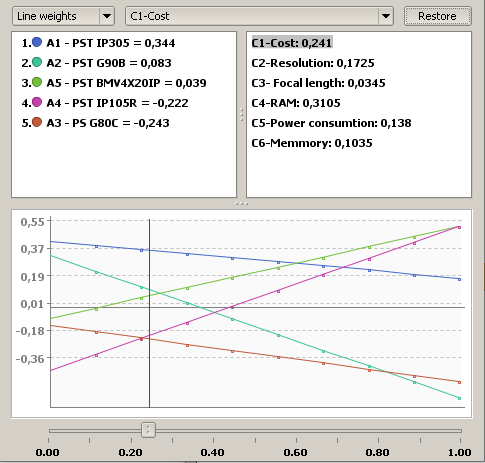 Line weights
C1-Cost
Restore
1. A1 - PST IP305 = 0,344
2. A2 - PST G90B = 0,083
3. A5 - PST BMV4X20IP = 0,039
4. A4 - PST IP105R = -0,222
5. A3 - PS G80C = -0,243
C1-Cost: 0,241
C2-Resolution: 0,1725
C3- Focal length: 0,0345
C4-RAM: 0,3105
C5-Power consumtion: 0,138
C6-Memmory: 0,1035
0,55
0,37
0,19
0,01
-0,18
-0,36
0.00 0.20 0.40 0.60 0.80 1.00